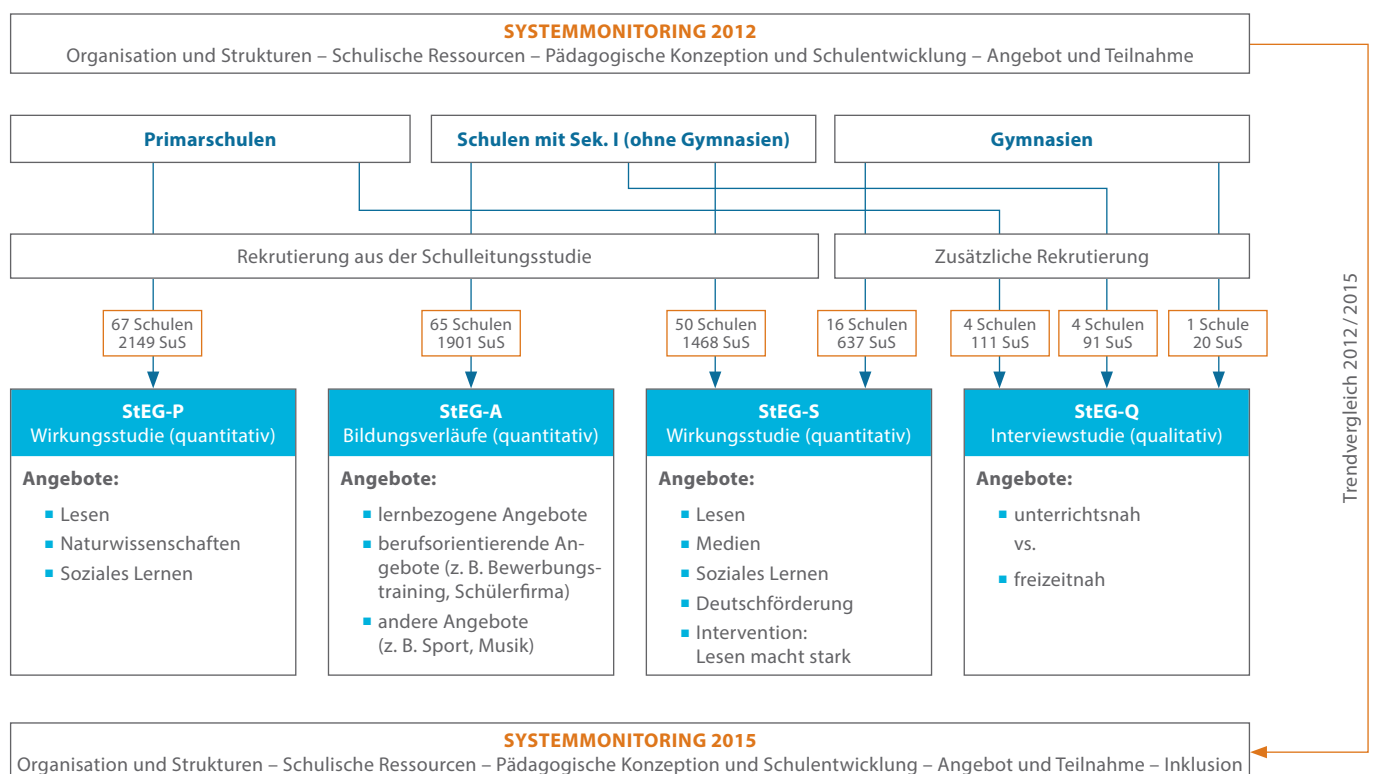 SYSTEMMONITORING 2012
Organisation und Strukturen – Schulische Ressourcen – Pädagogische Konzeption und Schulentwicklung – Angebot und Teilnahme
Primarschulen
Schulen mit Sek. I (ohne Gymnasien)
Gymnasien
Rekrutierung aus der Schulleitungsstudie
Zusätzliche Rekrutierung
67 Schulen
2149 SuS
65 Schulen
1901 SuS
50 Schulen
1468 SuS
16 Schulen
637 SuS
4 Schulen
111 SuS
4 Schulen
91 SuS
1 Schule
20 SuS
StEG-P
Wirkungsstudie (quantitativ)
Angebote:
Lesen
Naturwissenschaften
Soziales Lernen
StEG-A
Bildungsverläufe (quantitativ)
Angebote:
lernbezogene Angebote
berufsorientierende An-
gebote (z. B. Bewerbungs-
training, Schülerfirma)
andere Angebote
(z. B. Sport, Musik)
StEG-S
Wirkungsstudie (quantitativ)
Angebote:
Lesen
Medien
Soziales Lernen
Deutschförderung
Intervention:
Lesen macht stark
StEG-Q
Interviewstudie (qualitativ)
Angebote:
unterrichtsnah
vs.
freizeitnah
Trendvergleich 2012 / 2015
SYSTEMMONITORING 2015
Organisation und Strukturen – Schulische Ressourcen – Pädagogische Konzeption und Schulentwicklung – Angebot und Teilnahme – Inklusion